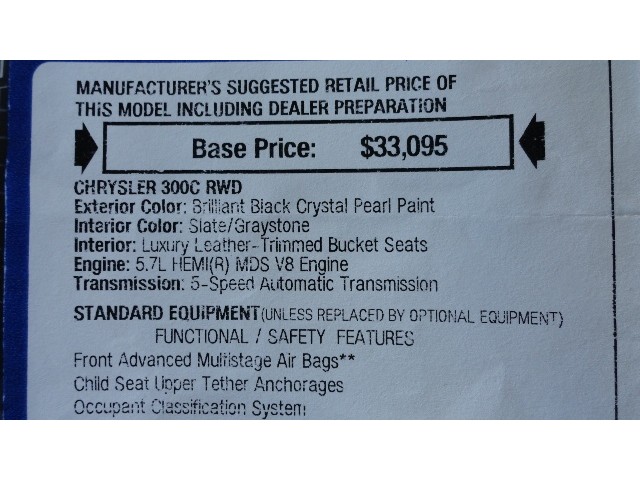 MANUFACTURER'S SUGGESTED RETAIL PRICE OF
THIS MODEL INCLUDING DEALER PREPARATION
Base Price: $33,095
CHRYSLER 300C RWD
Exterior Color: Brilliant Black Crystal Pearl Paint
Interior Color: Slate/Graystone
Interior: Luxury Leather-Trimmed Bucket Seats
Engine: 5.7L HEMI(R) MDS V8 Engine
Transmission: 5-Speed Automatic Transmission
STANDARD EQUIPMENT(UNLESS REPLACED BY OPTIONAL EQUIPMENT)
FUNCTIONAL / SAFETY FEATURES
Front Advanced Multistage Air Bags**
Child Seat Upper Tether Anchorages
Occupant Classification System